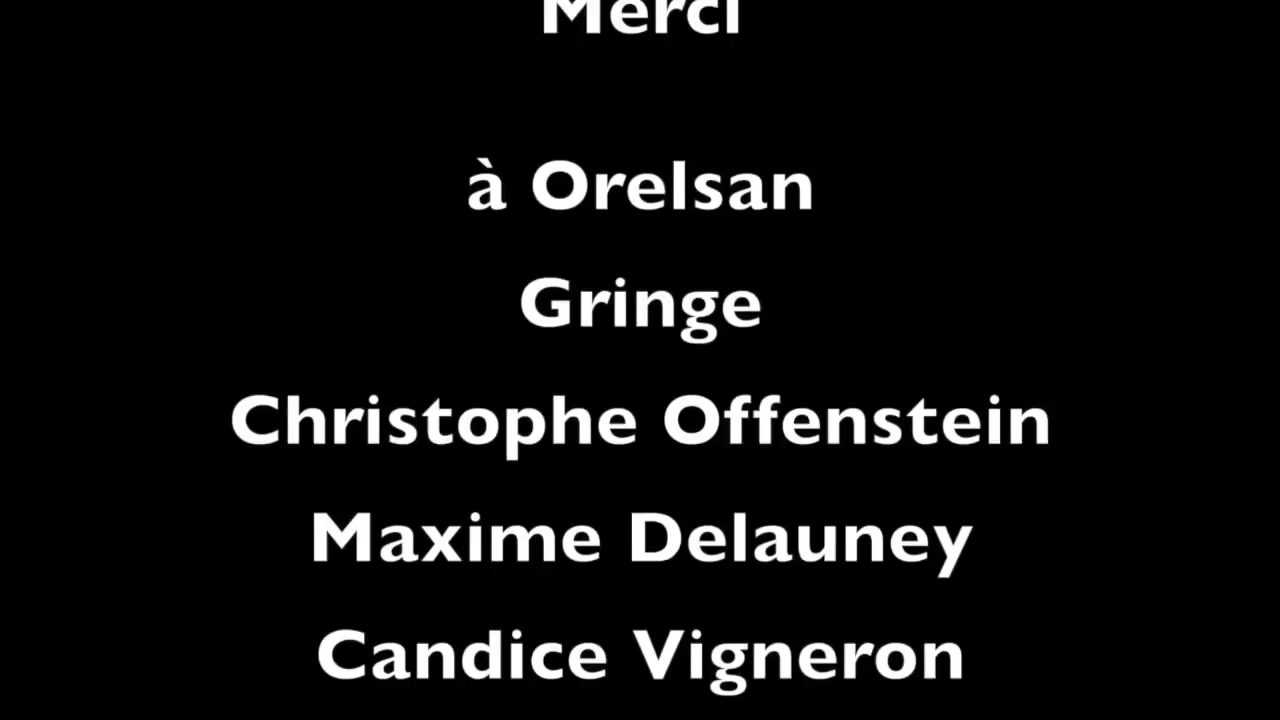 Merci
à Orelsan
Gringe
Christophe Offenstein
Maxime Delauney
Candice Vigneron